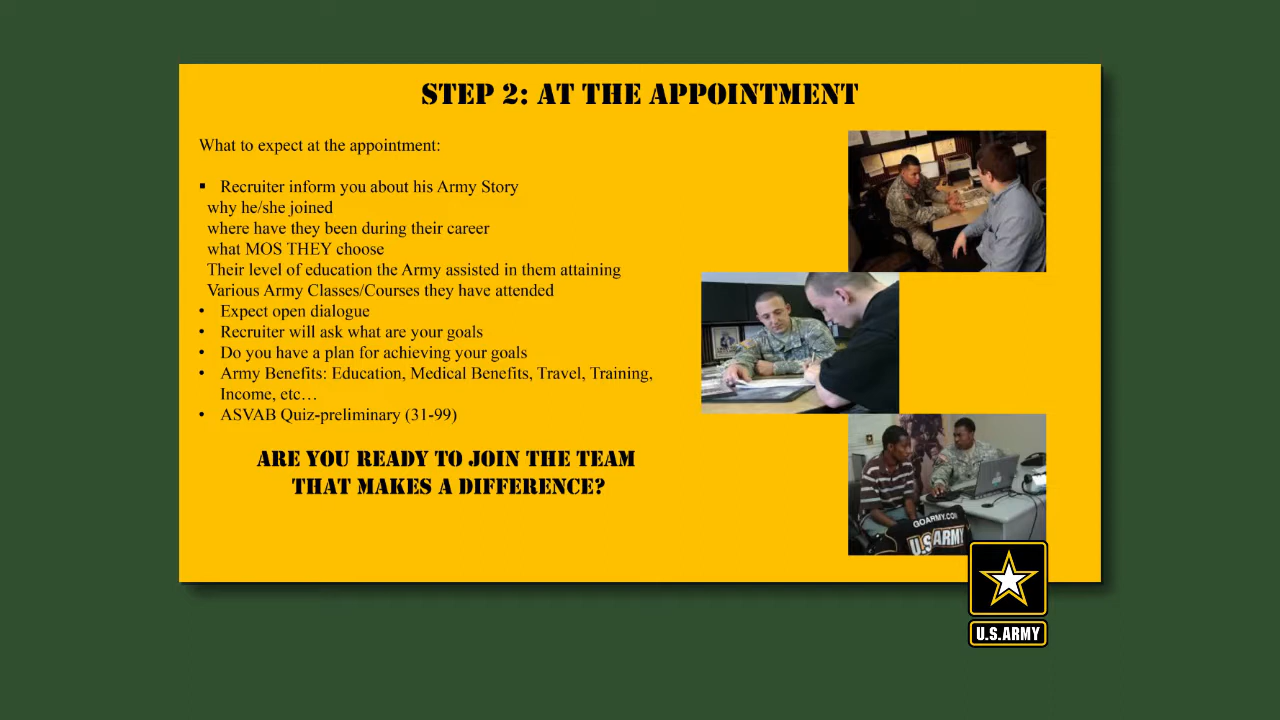 STEP 2: AT THE APPOINTMENT
What to expect at the appointment:
▪ Recruiter inform you about his Army Story
why he/she joined
where have they been during their career
what MOS THEY choose
Their level of education the Army assisted in them attaining
Various Army Classes/Courses they have attended
• Expect open dialogue
• Recruiter will ask what are your goals
• Do you have a plan for achieving your goals
• Army Benefits: Education, Medical Benefits, Travel, Training,
Income, etc…
• ASVAB Quiz-preliminary (31-99)
ARE YOU READY TO JOIN THE TEAM
THAT MAKES A DIFFERENCE?
GOARMY.COM
U.S. ARMY
U.S.ARMY